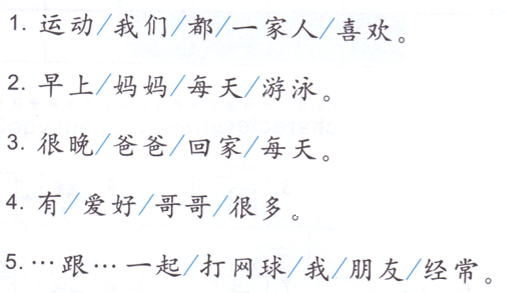 1. 运动/我们/都/一家人/喜欢。
2. 早上/妈妈/每天/游泳。
3. 很晚/爸爸/回家/每天。
4. 有/爱好/哥哥/很多。
5. …跟…一起/打网球/我/朋友/经常。